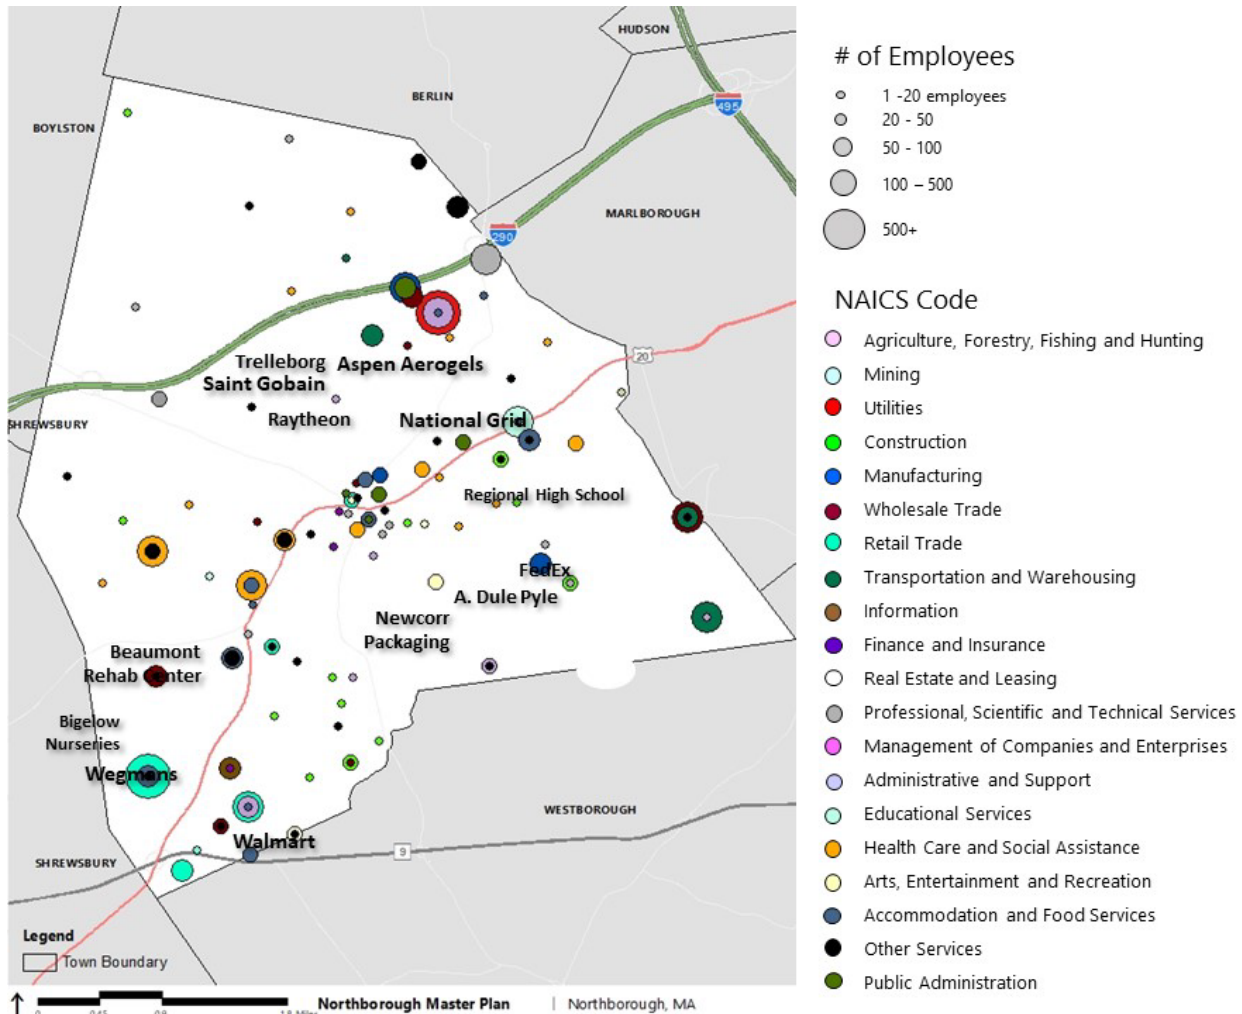 HUDSON
BERLIN
BOYLSTON
495
MARLBOROUGH
290
20
Trelleborg
Aspen Aerogels
Saint Gobain
Raytheon
National Grid
SHREWSBURY
Regional High School
FedEx
A. Dule Pyle
Newcorr
Packaging
Beaumont
Rehab Center
Bigelow
Nurseries
Wegmans
WESTBOROUGH
Walmart
9
SHREWSBURY
Legend
Town Boundary
Northborough Master Plan | Northborough, MA
# of Employees
1 -20 employees
20 - 50
50 - 100
100 – 500
500+
NAICS Code
Agriculture, Forestry, Fishing and Hunting
Mining
Utilities
Construction
Manufacturing
Wholesale Trade
Retail Trade
Transportation and Warehousing
Information
Finance and Insurance
Real Estate and Leasing
Professional, Scientific and Technical Services
Management of Companies and Enterprises
Administrative and Support
Educational Services
Health Care and Social Assistance
Arts, Entertainment and Recreation
Accommodation and Food Services
Other Services
Public Administration